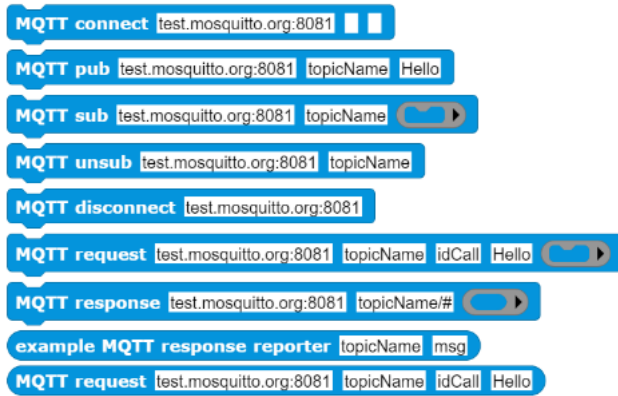 MQTT connect test.mosquitto.org:8081
MQTT pub test.mosquitto.org:8081 topicName Hello
MQTT sub test.mosquitto.org:8081 topicName
MQTT unsub test.mosquitto.org:8081 topicName
MQTT disconnect test.mosquitto.org:8081
MQTT request test.mosquitto.org:8081 topicName idCall Hello
MQTT response test.mosquitto.org:8081 topicName/#
example MQTT response reporter topicName msg
MQTT request test.mosquitto.org:8081 topicName idCall Hello